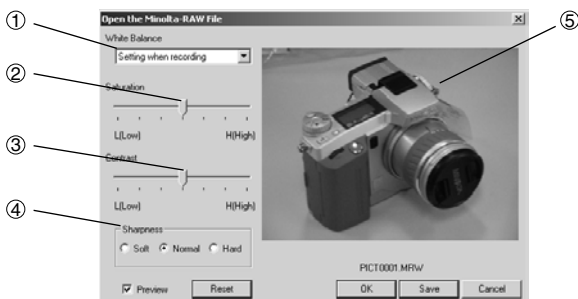 Open the Minolta-RAW File
① White Balance
Setting when recording
② Saturation
L(Low) H(High)
③ Contrast
L(Low) H(High)
④ Sharpness
Soft Normal Hard
Preview Reset
⑤
PICT0001.MRW
OK Save Cancel